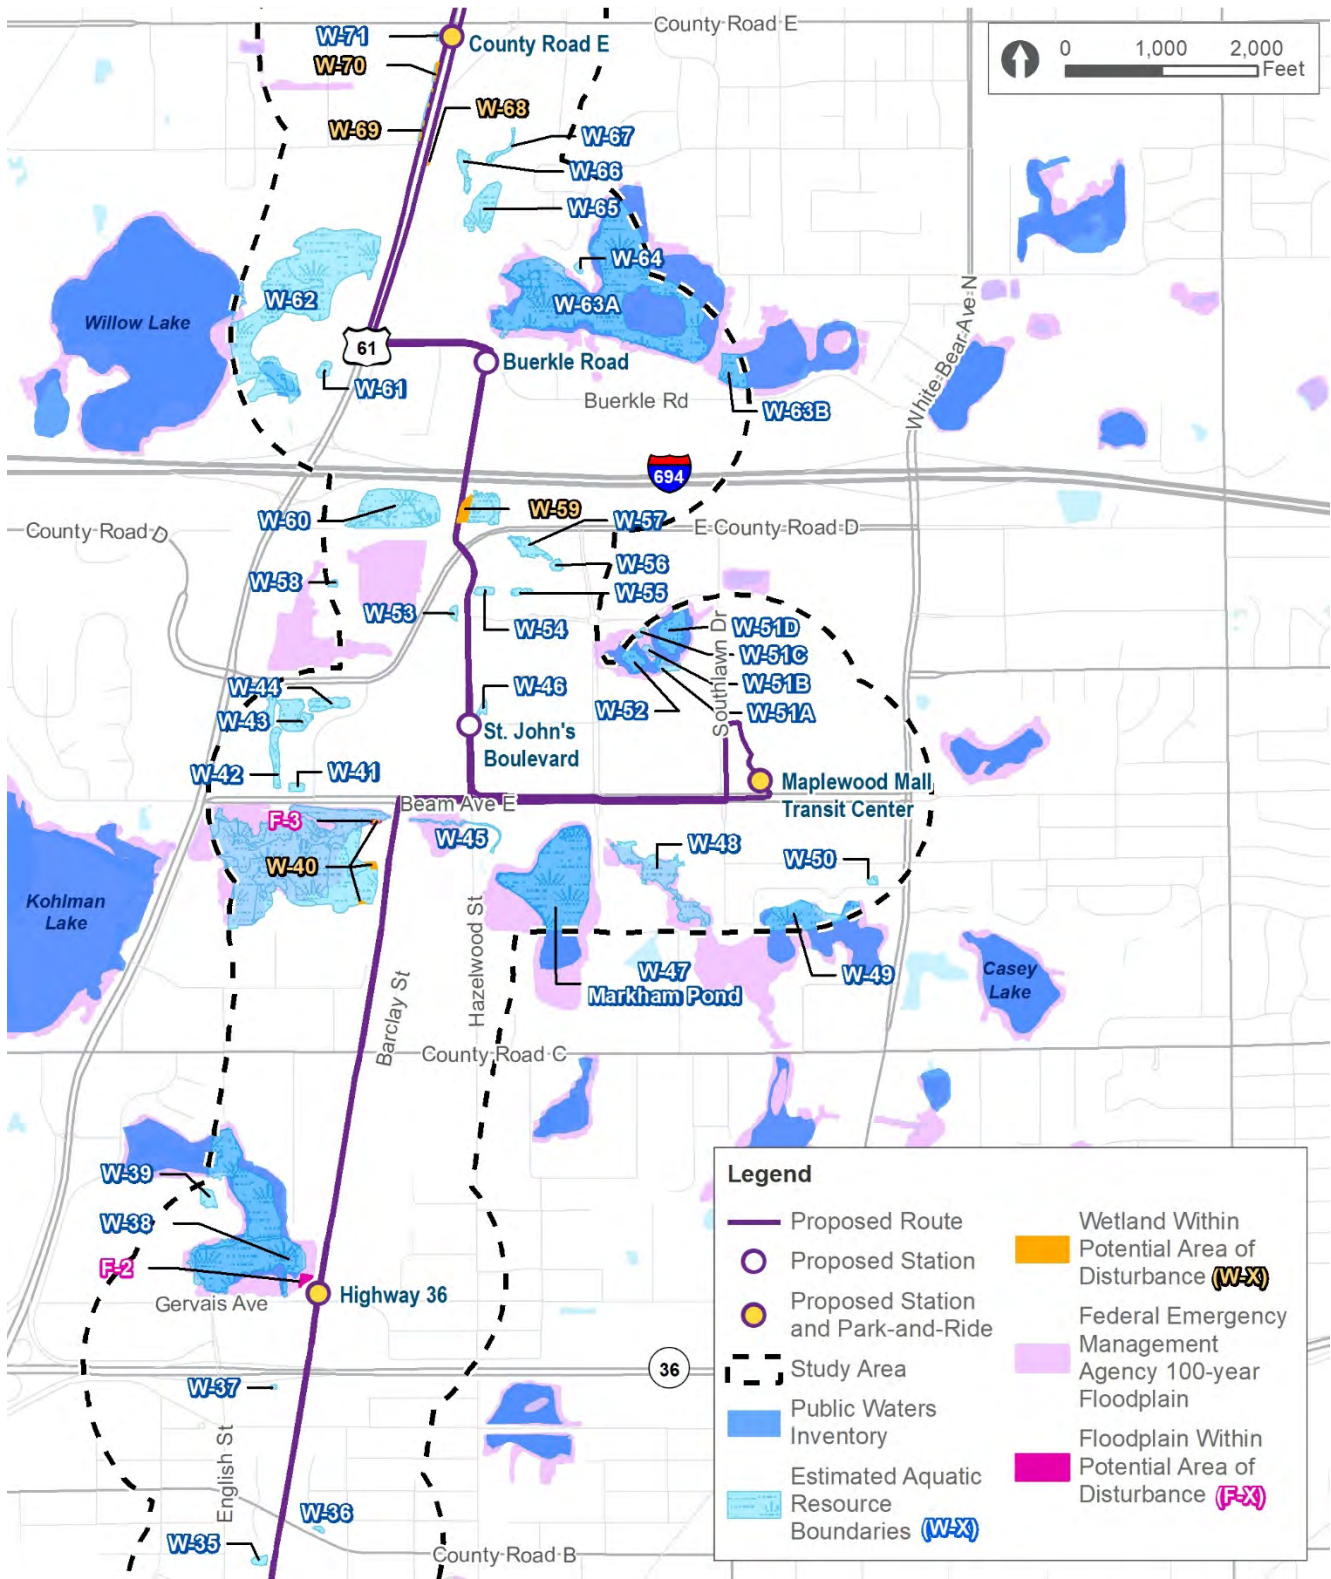 County Road E
0 1,000 2,000
Feet
W-71
County Road E
W-70
W-68
W-69
W-67
W-66
W-65
W-64
W-62
W-63A
Willow Lake
61
Buerkle Road
W-61
Buerkle Rd
W-63B
White Bear Ave N
694
W-60
W-59
W-57
County Road D
E County Road D
W-56
W-58
W-55
W-53
W-54
Southlawn Dr
W-51D
W-51C
W-51B
W-51A
W-52
W-44
W-46
W-43
St. John's
Boulevard
W-42
W-41
Maplewood Mall
Transit Center
Beam Ave E
F-3
W-45
W-48
W-50
W-40
Kohlman
Lake
Hazelwood St
W-47
Markham Pond
W-49
Casey
Lake
Barclay St
County Road C
W-39
W-38
F-2
Gervais Ave
Highway 36
36
W-37
English St
W-36
W-35
County Road B
Legend
Proposed Route
Proposed Station
Proposed Station
and Park-and-Ride
Study Area
Public Waters
Inventory
Estimated Aquatic
Resource
Boundaries (W-X)
Wetland Within
Potential Area of
Disturbance (W-X)
Federal Emergency
Management
Agency 100-year
Floodplain
Floodplain Within
Potential Area of
Disturbance (F-X)